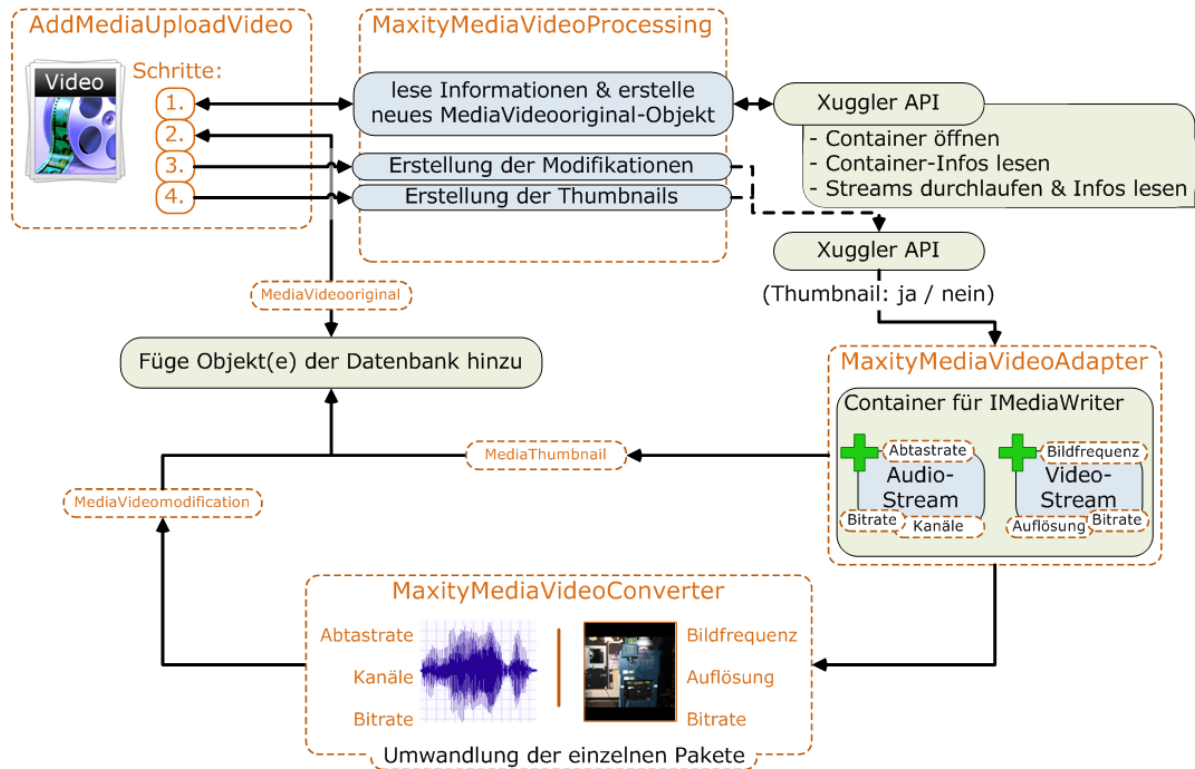 AddMediaUploadVideo
Video
Schritte:
1.
2.
3.
4.
MaxityMediaVideoProcessing
lese Informationen & erstelle
neues MediaVideooriginal-Objekt
Erstellung der Modifikationen
Erstellung der Thumbnails
Xuggler API
- Container öffnen
- Container-Infos lesen
- Streams durchlaufen & Infos lesen
Xuggler API
(Thumbnail: ja / nein)
MediaVideooriginal
Füge Objekt(e) der Datenbank hinzu
MaxityMediaVideoAdapter
Container für IMediaWriter
Abtastrate
Audio-
Stream
Bitrate
Kanäle
Bildfrequenz
Video-
Stream
Auflösung
Bitrate
MediaThumbnail
MediaVideomodification
MaxityMediaVideoConverter
Abtastrate
Kanäle
Bitrate
Bildfrequenz
Auflösung
Bitrate
Umwandlung der einzelnen Pakete